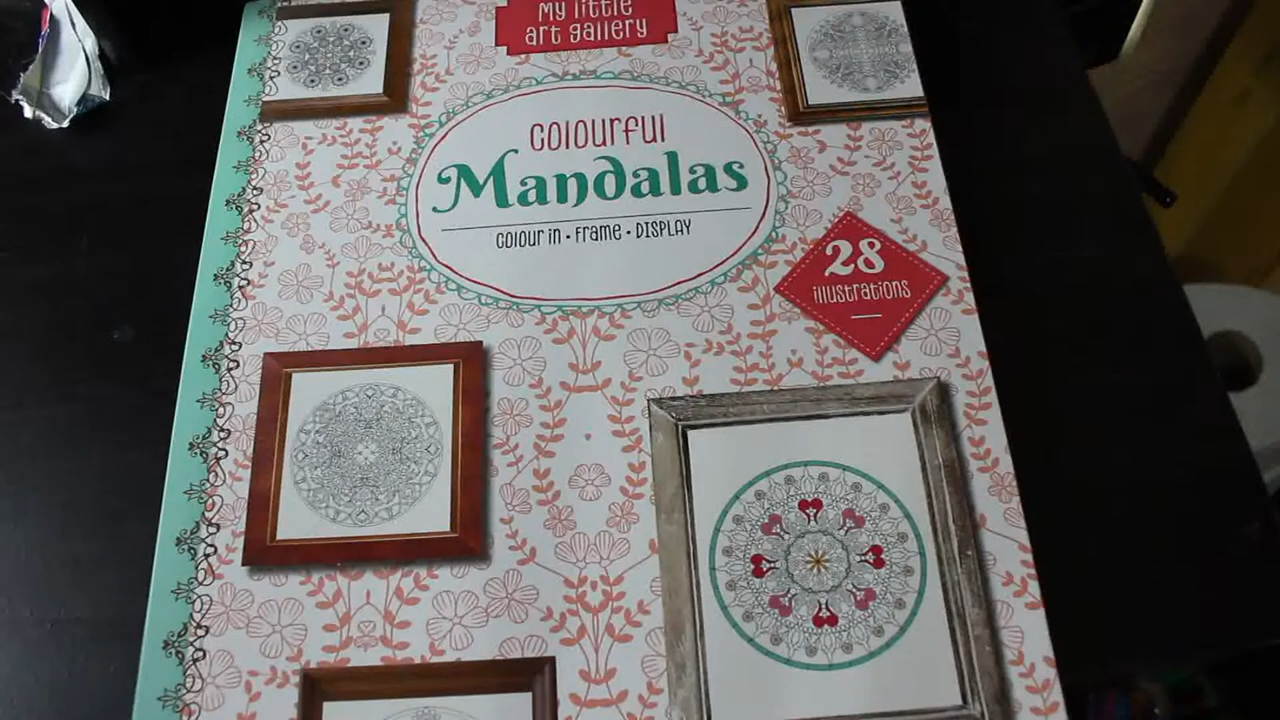 My little
art gallery
COLOURFUL
Mandalas
COLOUR IN • FRAME • DISPLAY
28
illustrations